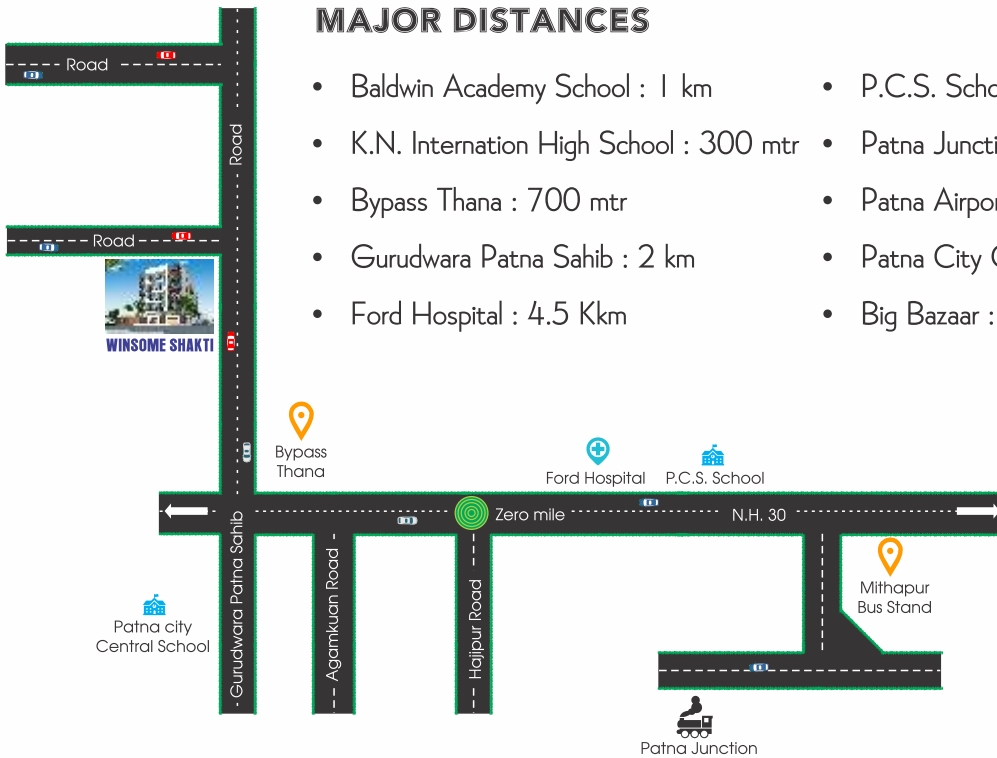 MAJOR DISTANCES
• Baldwin Academy School : 1 km
• K.N. Internation High School : 300 mtr
• Bypass Thana : 700 mtr
• Gurudwara Patna Sahib : 2 km
• Ford Hospital : 4.5 Kkm
• P.C.S.
• Patna
• Patna
• Patna City
• Big Bazaar :
Road
Road
Road
WINSOME SHAKTI
Bypass
Thana
Ford Hospital
P.C.S. School
Zero mile
N.H. 30
Gurudwara Patna Sahib
Agamkuan Road
Hajipur Road
Mithapur
Bus Stand
Patna city
Central School
Patna Junction